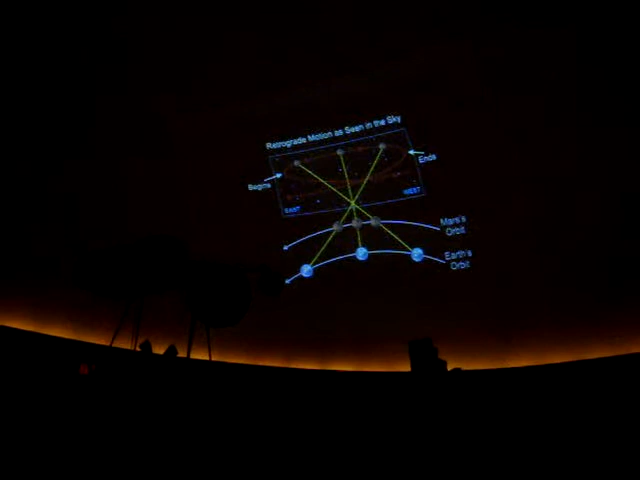 Retrograde Motion as Seen in the Sky
Begins
Ends
EAST
WEST
Mars's
Orbit
Earth's
Orbit